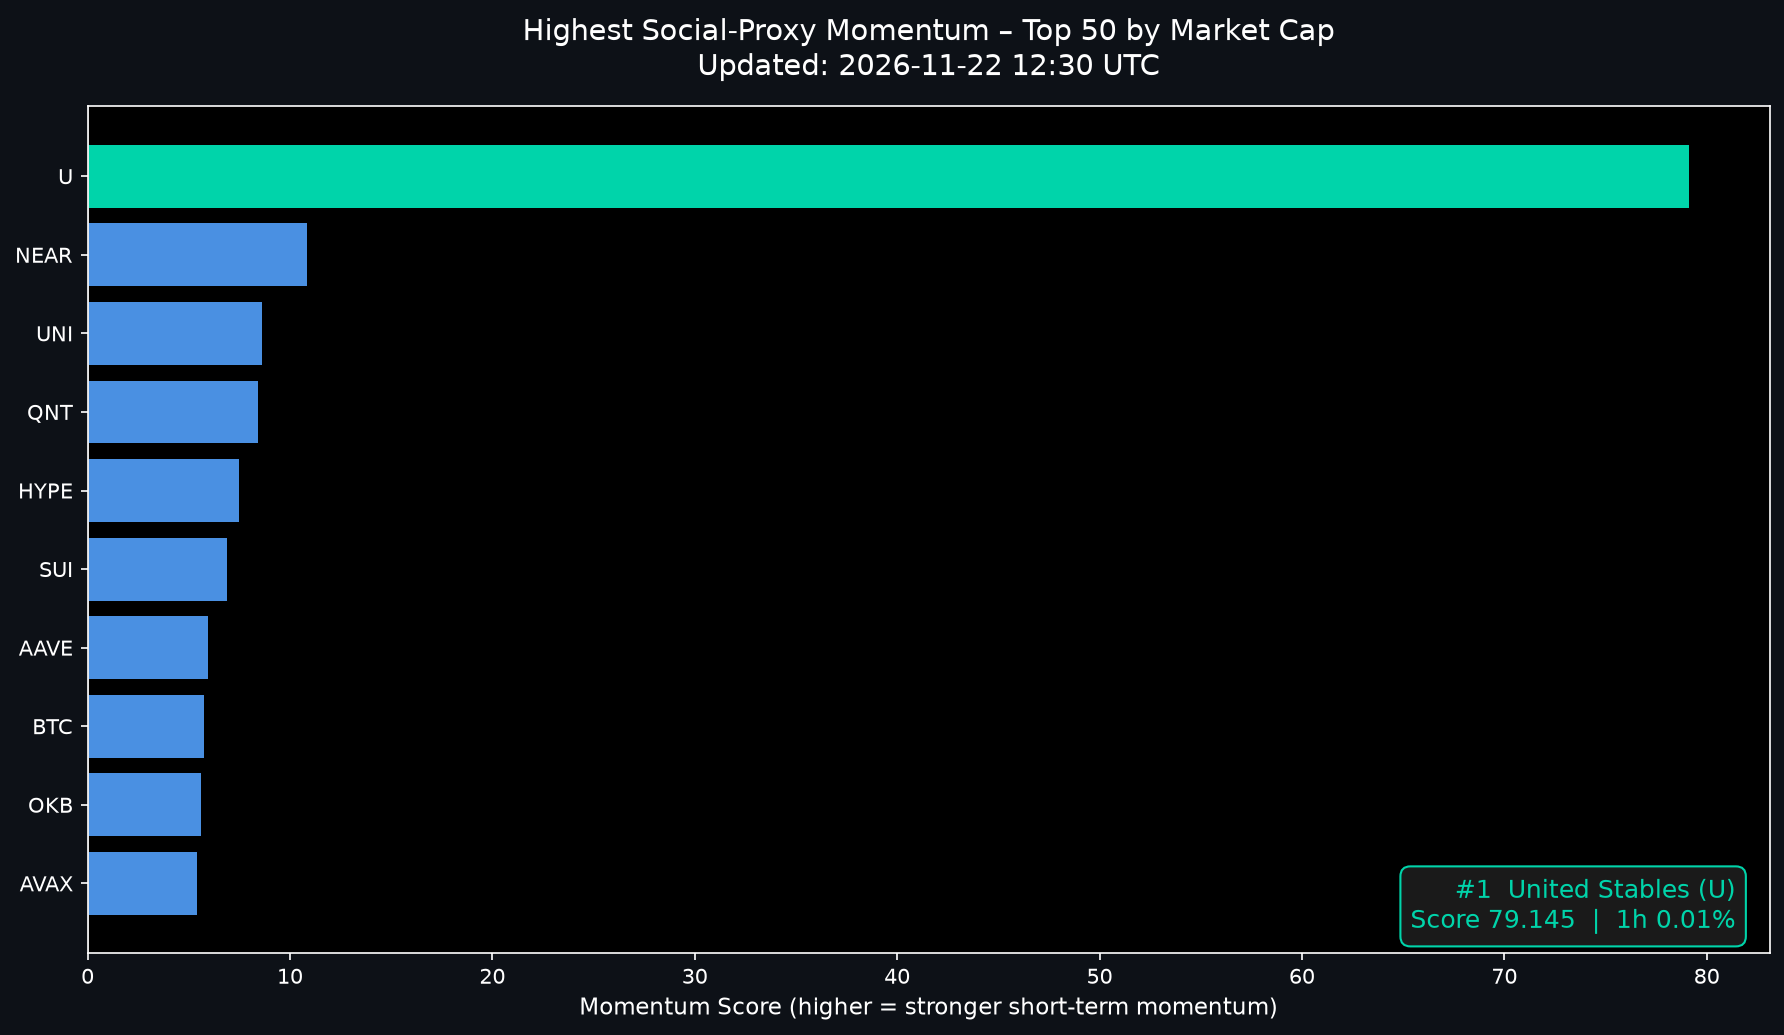 Highest Social-Proxy Momentum – Top 50 by Market Cap
Updated: 2026-11-22 12:30 UTC
U
NEAR
UNI
QNT
HYPE
SUI
AAVE
BTC
OKB
AVAX
#1  United Stables (U)
Score 79.145  |  1h 0.01%
0 10 20 30 40 50 60 70 80
Momentum Score (higher = stronger short-term momentum)